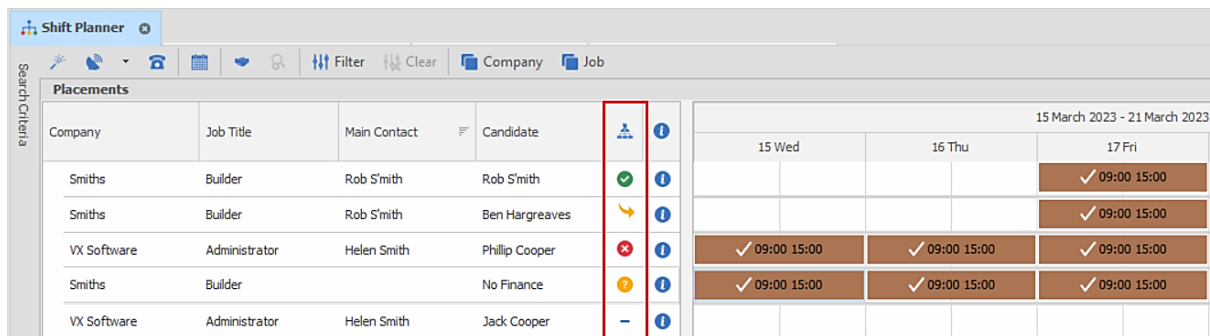 Shift Planner
Filter Clear Company Job
Search Criteria
Placements
15 March 2023 - 21 March 2023
Company Job Title Main Contact Candidate 15 Wed 16 Thu 17 Fri
Smiths Builder Rob S'mith Rob S'mith 09:00 15:00
Smiths Builder Rob S'mith Ben Hargreaves 09:00 15:00
VX Software Administrator Helen Smith Phillip Cooper 09:00 15:00 09:00 15:00 09:00 15:00
Smiths Builder No Finance 09:00 15:00 09:00 15:00 09:00 15:00
VX Software Administrator Helen Smith Jack Cooper